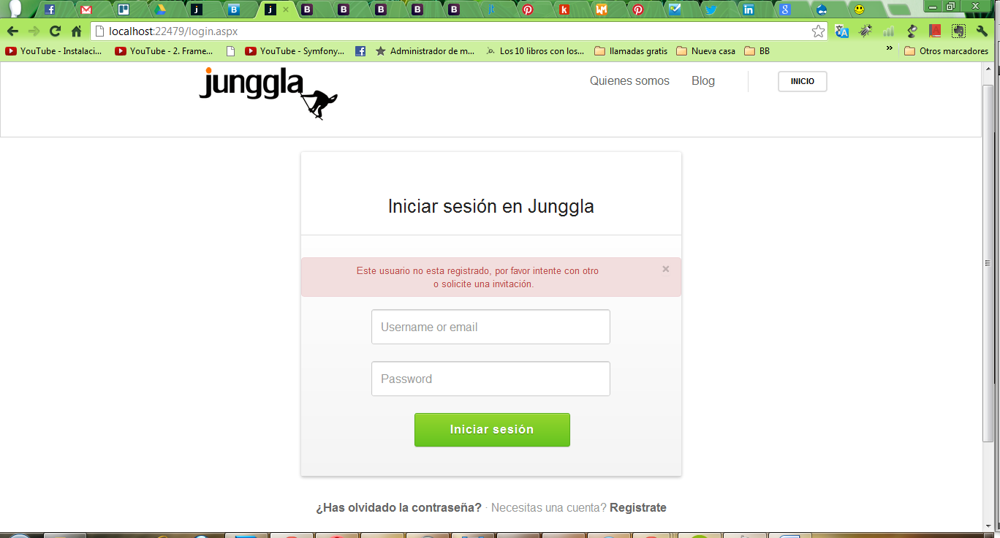 localhost:22479/login.aspx
YouTube - Instalaci...
YouTube - 2. Frame...
YouTube - Symfony...
Administrador de m...
Los 10 libros con los...
llamadas gratis
Nueva casa
BB
»
Otros marcadores
junggla
Quienes somos
Blog
INICIO
Iniciar sesión en Junggla
Este usuario no esta registrado, por favor intente con otro
o solicite una invitación.
×
Username or email
Password
Iniciar sesión
¿Has olvidado la contraseña? · Necesitas una cuenta? Registrate